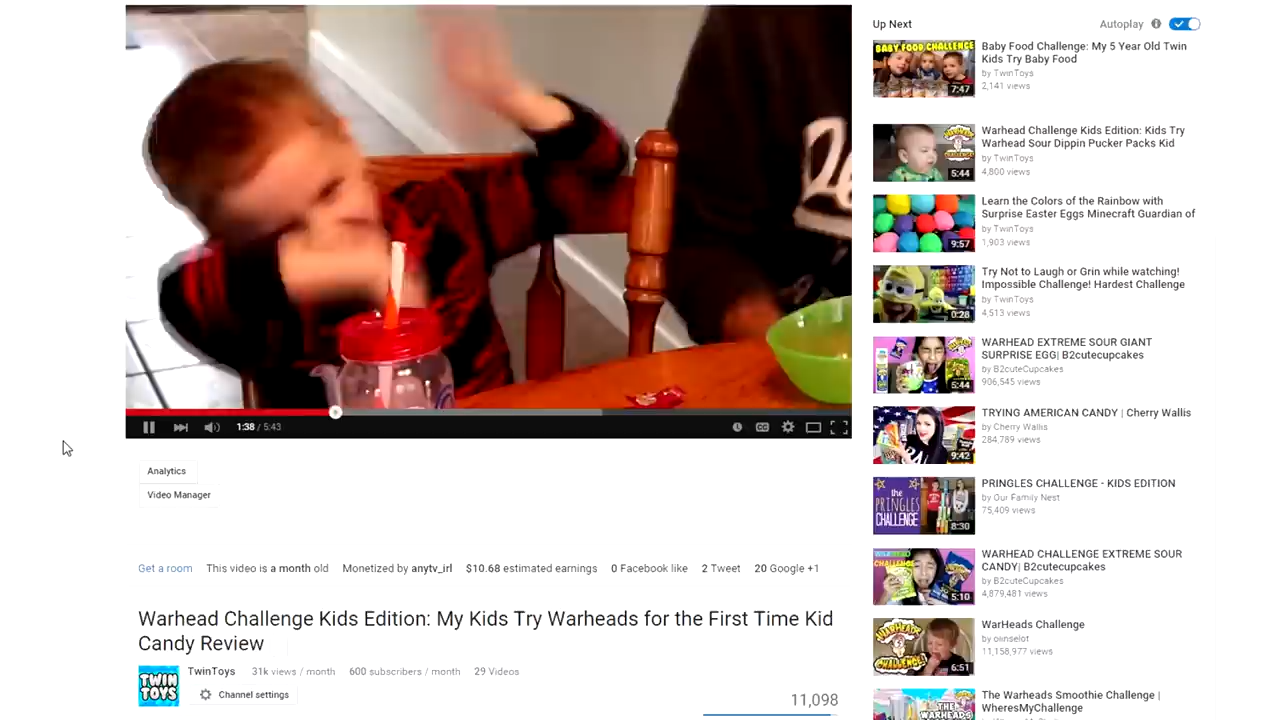 1:38 / 5:43
Analytics
Video Manager
Get a room This video is a month old Monetized by anytv_irl $10.68 estimated earnings 0 Facebook like 2 Tweet 20 Google +1
Warhead Challenge Kids Edition: My Kids Try Warheads for the First Time Kid
Candy Review
TWIN
TOYS
TwinToys 31k views / month 600 subscribers / month 29 Videos
Channel settings
11,098
Up Next Autoplay
BABY FOOD CHALLENGE
7:47
Baby Food Challenge: My 5 Year Old Twin
Kids Try Baby Food
by TwinToys
2,141 views
5:44
Warhead Challenge Kids Edition: Kids Try
Warhead Sour Dippin Pucker Packs Kid
by TwinToys
4,800 views
9:57
Learn the Colors of the Rainbow with
Surprise Easter Eggs Minecraft Guardian of
by TwinToys
1,903 views
0:28
Try Not to Laugh or Grin while watching!
Impossible Challenge! Hardest Challenge
by TwinToys
4,513 views
5:44
WARHEAD EXTREME SOUR GIANT
SURPRISE EGG| B2cutecupcakes
by B2cuteCupcakes
906,545 views
9:42
TRYING AMERICAN CANDY | Cherry Wallis
by Cherry Wallis
284,789 views
the
PRINGLES
CHALLENGE
8:30
PRINGLES CHALLENGE - KIDS EDITION
by Our Family Nest
75,409 views
5:10
WARHEAD CHALLENGE EXTREME SOUR
CANDY| B2cutecupcakes
by B2cuteCupcakes
4,879,481 views
WARHEADS
CHALLENGE!
6:51
WarHeads Challenge
by oiinselot
11,158,977 views
THE
WARHEADS
The Warheads Smoothie Challenge |
WheresMyChallenge